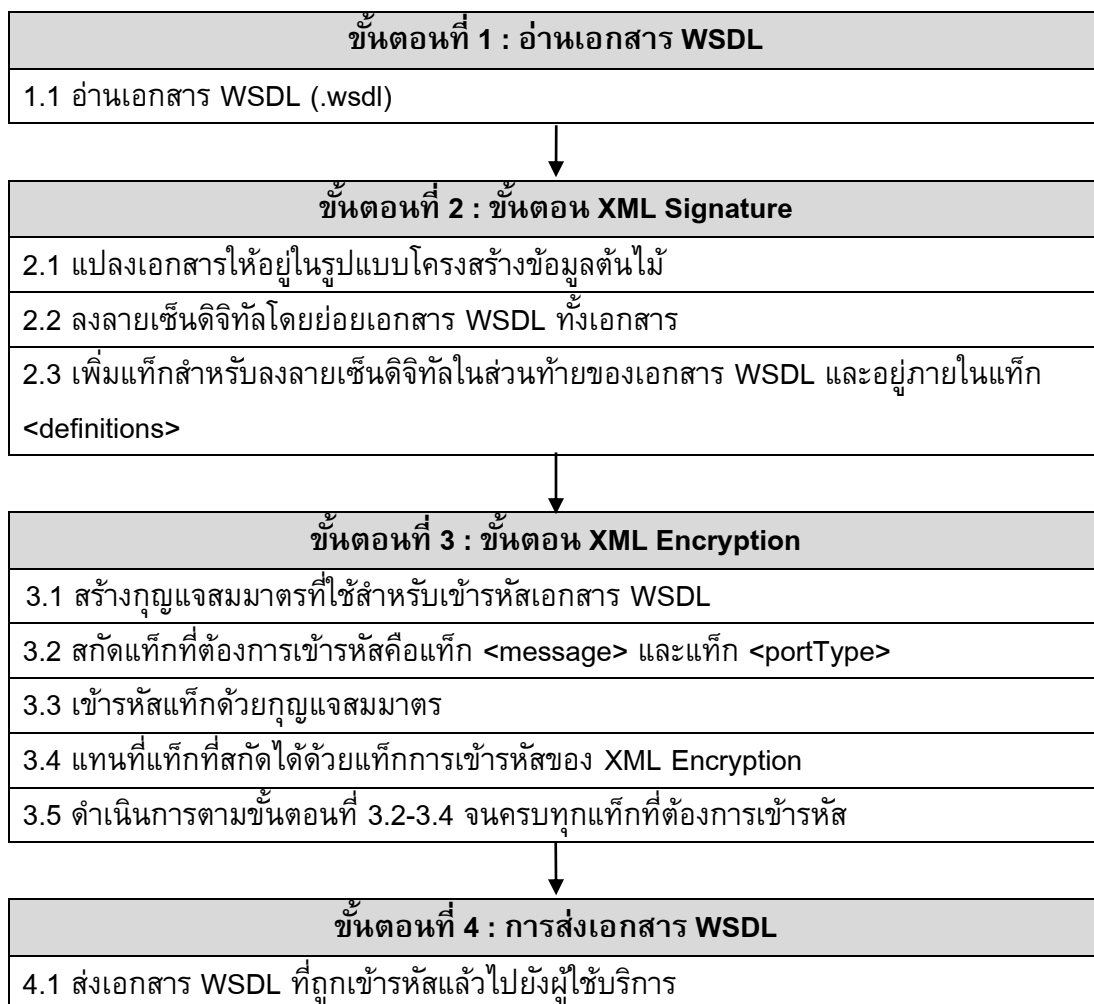 ขั้นตอนที่ 1 : อ่านเอกสาร WSDL
1.1 อ่านเอกสาร WSDL (.wsdl)
ขั้นตอนที่ 2 : ขั้นตอน XML Signature
2.1 แปลงเอกสารให้อยู่ในรูปแบบโครงสร้างข้อมูลต้นไม้
2.2 ลงลายเซ็นดิจิทัลโดยย่อยเอกสาร WSDL ทั้งเอกสาร
2.3 เพิ่มแท็กสำหรับลงลายเซ็นดิจิทัลในส่วนท้ายของเอกสาร WSDL และอยู่ภายในแท็ก
<definitions>
ขั้นตอนที่ 3 : ขั้นตอน XML Encryption
3.1 สร้างกุญแจสมมาตรที่ใช้สำหรับเข้ารหัสเอกสาร WSDL
3.2 สกัดแท็กที่ต้องการเข้ารหัสคือแท็ก <message> และแท็ก <portType>
3.3 เข้ารหัสแท็กด้วยกุญแจสมมาตร
3.4 แทนที่แท็กที่สกัดได้ด้วยแท็กการเข้ารหัสของ XML Encryption
3.5 ดำเนินการตามขั้นตอนที่ 3.2-3.4 จนครบทุกแท็กที่ต้องการเข้ารหัส
ขั้นตอนที่ 4 : การส่งเอกสาร WSDL
4.1 ส่งเอกสาร WSDL ที่ถูกเข้ารหัสแล้วไปยังผู้ใช้บริการ